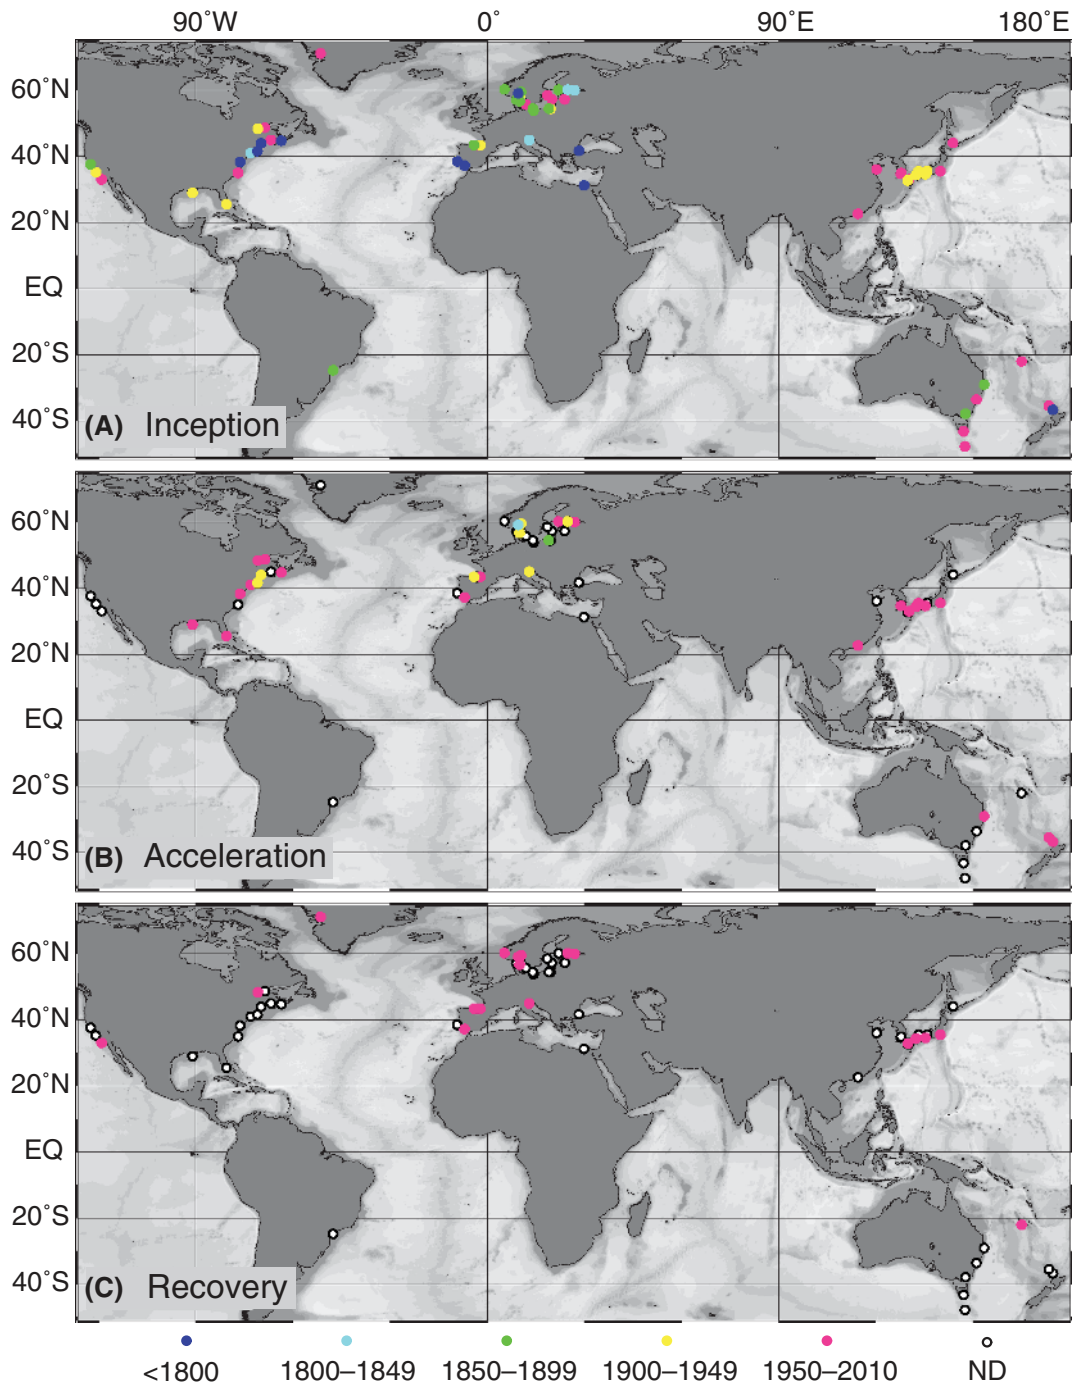 90˚W 0˚ 90˚E 180˚E
60˚N
40˚N
20˚N
EQ
20˚S
40˚S
(A) Inception
60˚N
40˚N
20˚N
EQ
20˚S
40˚S
(B) Acceleration
60˚N
40˚N
20˚N
EQ
20˚S
40˚S
(C) Recovery
<1800 1800–1849 1850–1899 1900–1949 1950–2010 ND